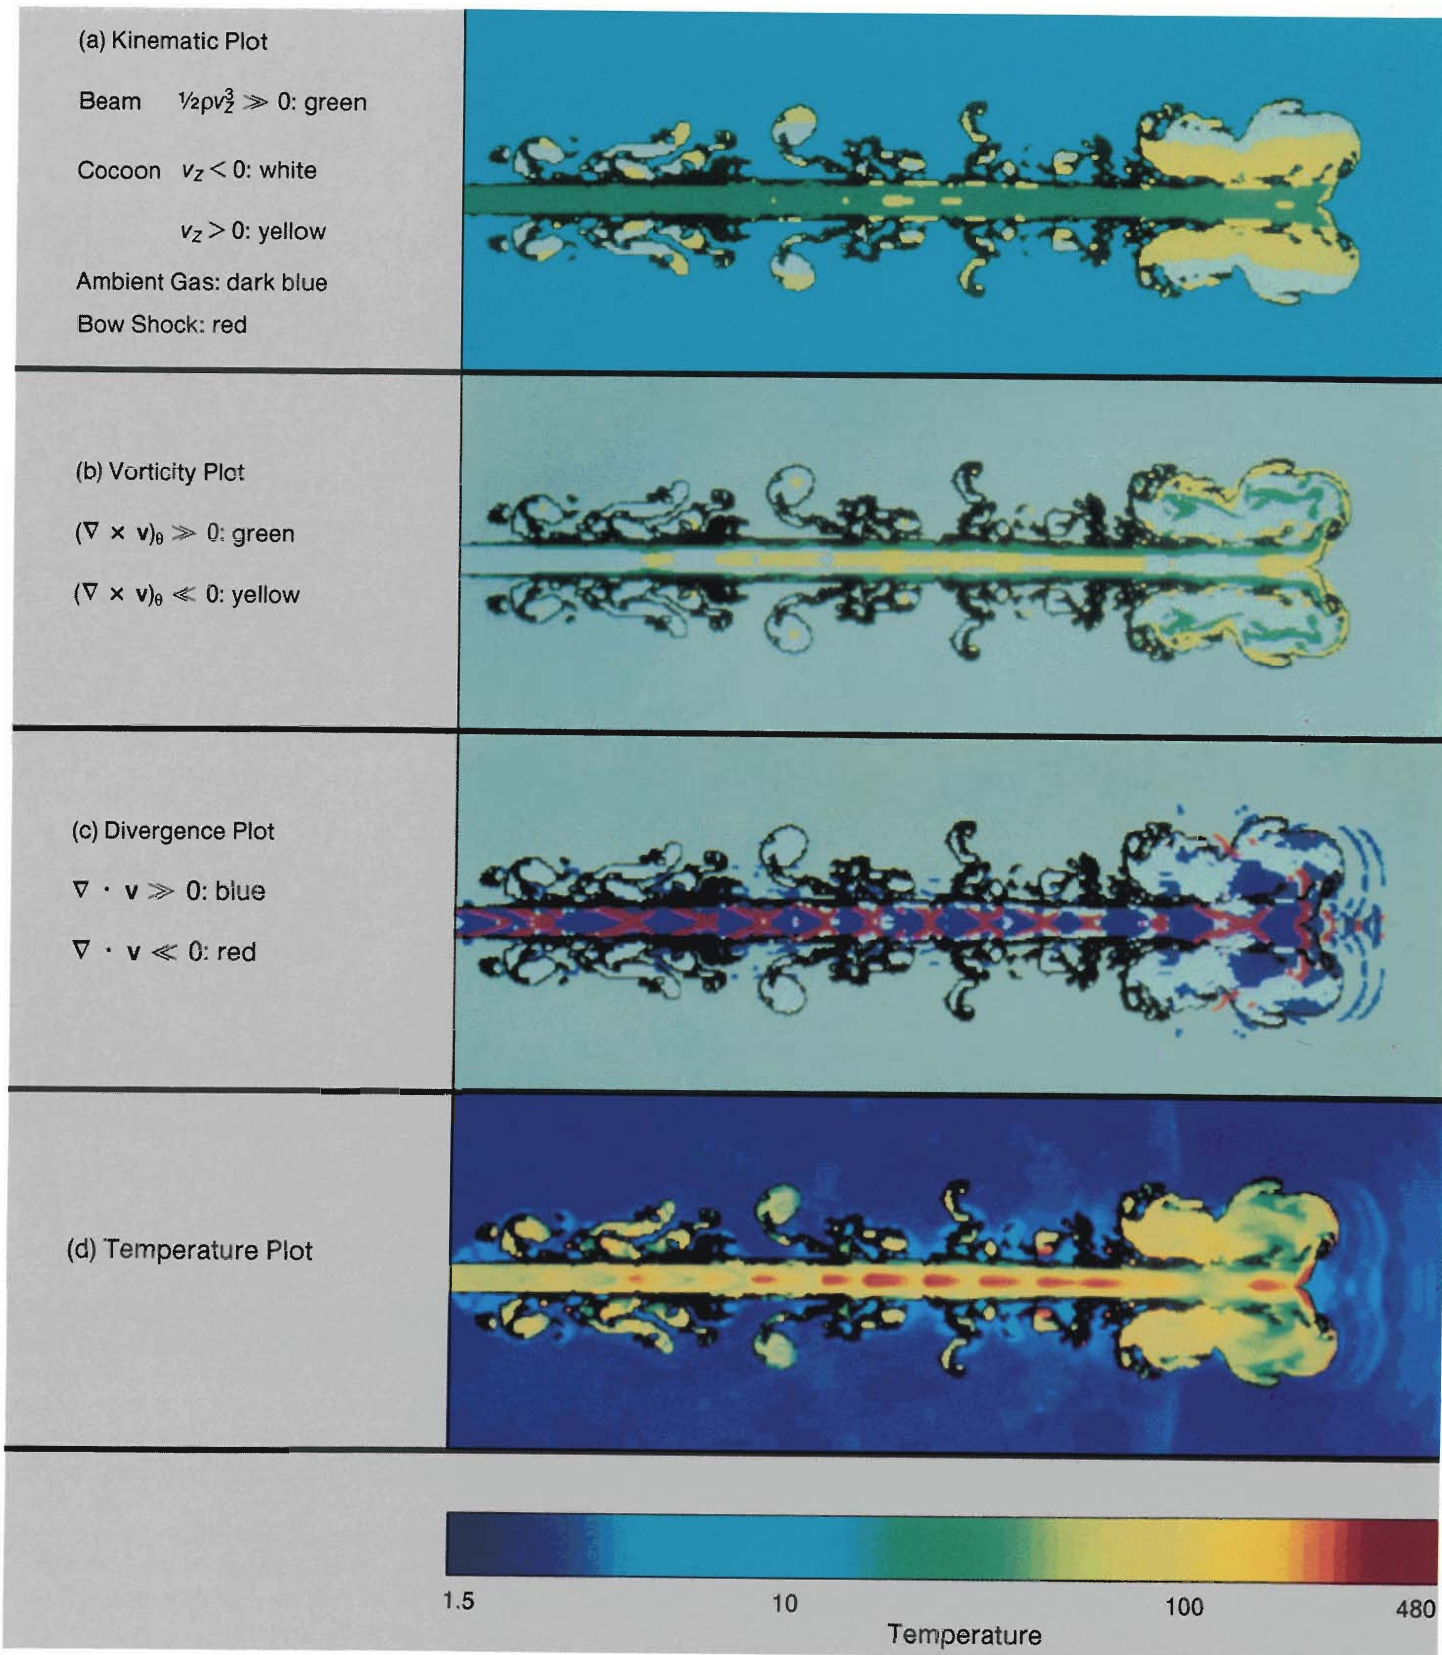 (a) Kinematic Plot
Beam ½ρv_z^3 ≫ 0: green
Cocoon v_z < 0: white
v_z > 0: yellow
Ambient Gas: dark blue
Bow Shock: red
(b) Vorticity Plot
(∇ × v)_θ ≫ 0: green
(∇ × v)_θ ≪ 0: yellow
(c) Divergence Plot
∇ · v ≫ 0: blue
∇ · v ≪ 0: red
(d) Temperature Plot
1.5 10 100 480
Temperature